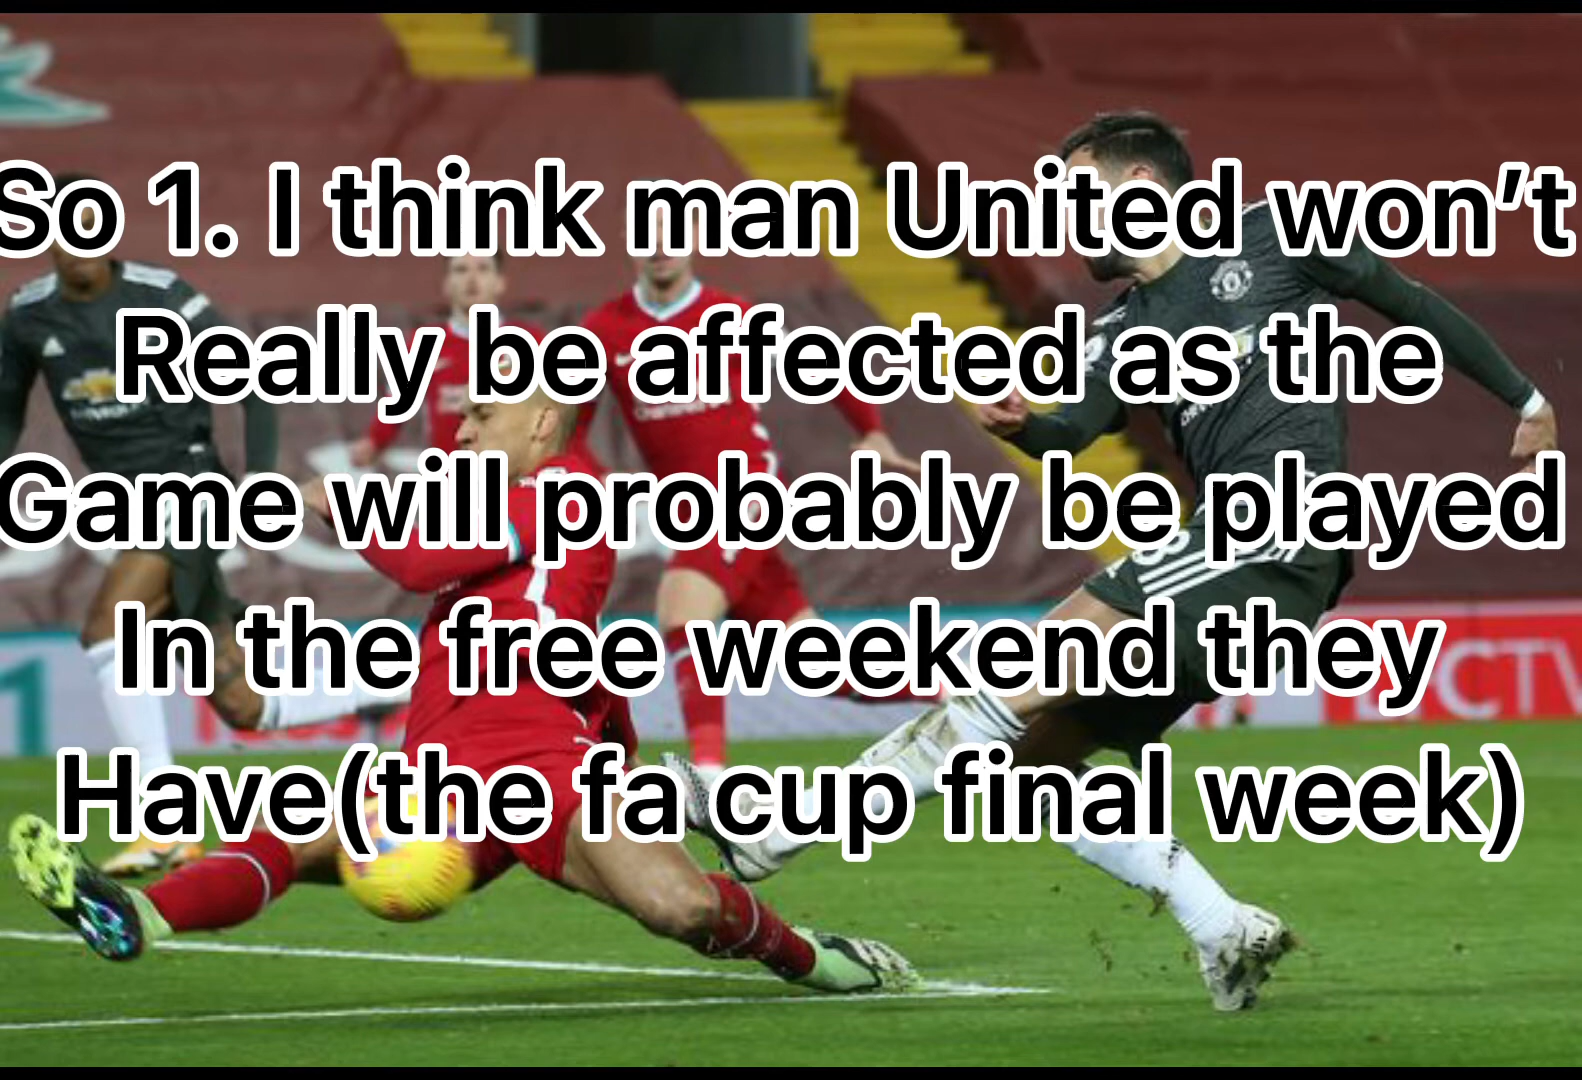 So 1. I think man United won’t
Really be affected as the
Game will probably be played
In the free weekend they
Have(the fa cup final week)